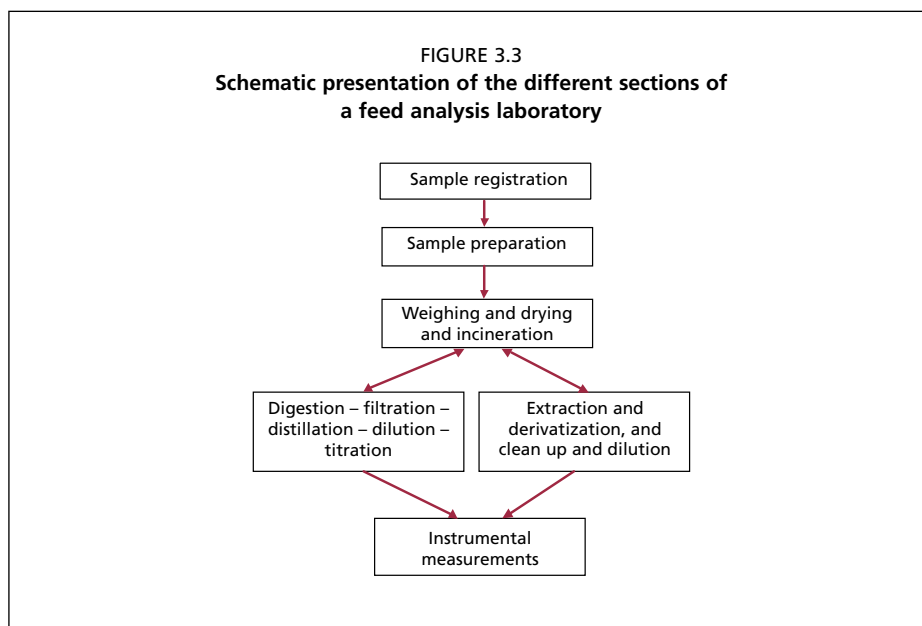 FIGURE 3.3
Schematic presentation of the different sections of
a feed analysis laboratory
Sample registration
Sample preparation
Weighing and drying
and incineration
Digestion – filtration –
distillation – dilution –
titration
Extraction and
derivatization, and
clean up and dilution
Instrumental
measurements